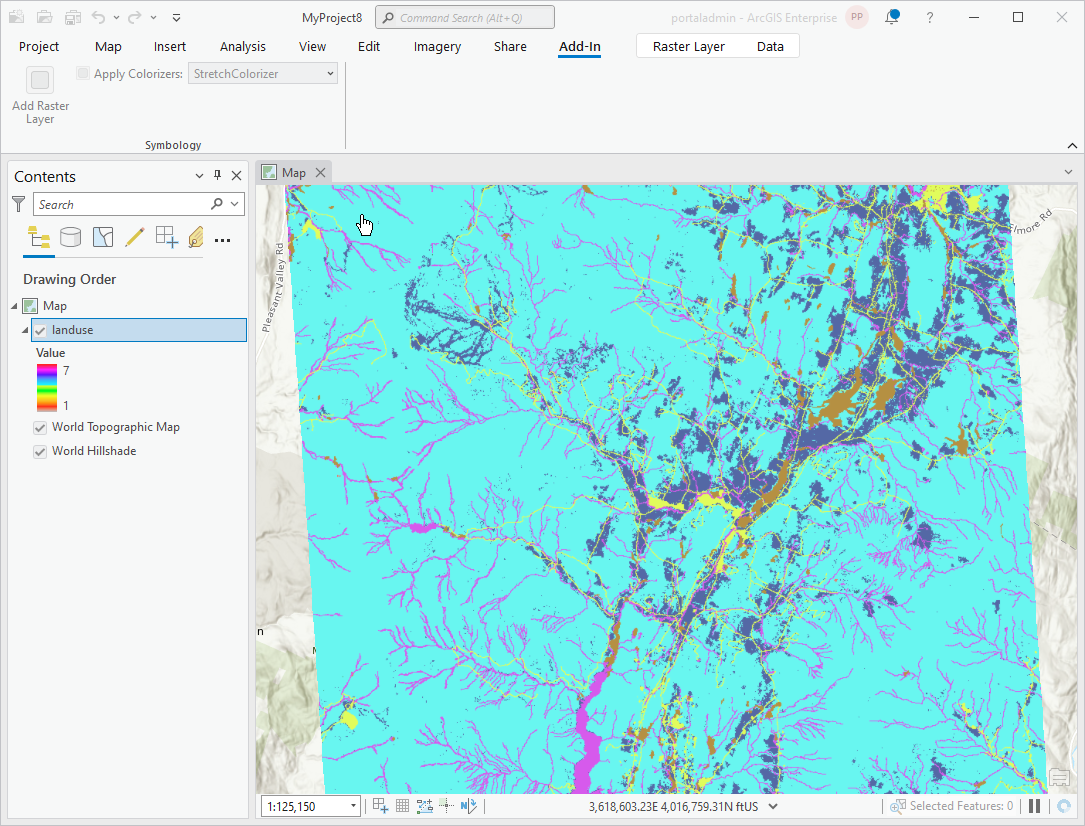 MyProject8
Command Search (Alt+Q)
portaladmin - ArcGIS Enterprise
PP
?
Project
Map
Insert
Analysis
View
Edit
Imagery
Share
Add-In
Raster Layer
Data
Add Raster
Layer
Apply Colorizers:
StretchColorizer
Symbology
Contents
Search
Drawing Order
Map
landuse
Value
7
1
World Topographic Map
World Hillshade
Map
Pleasant Valley Rd
Elmore Rd
n
1:125,150
3,618,603.23E 4,016,759.31N ftUS
Selected Features: 0